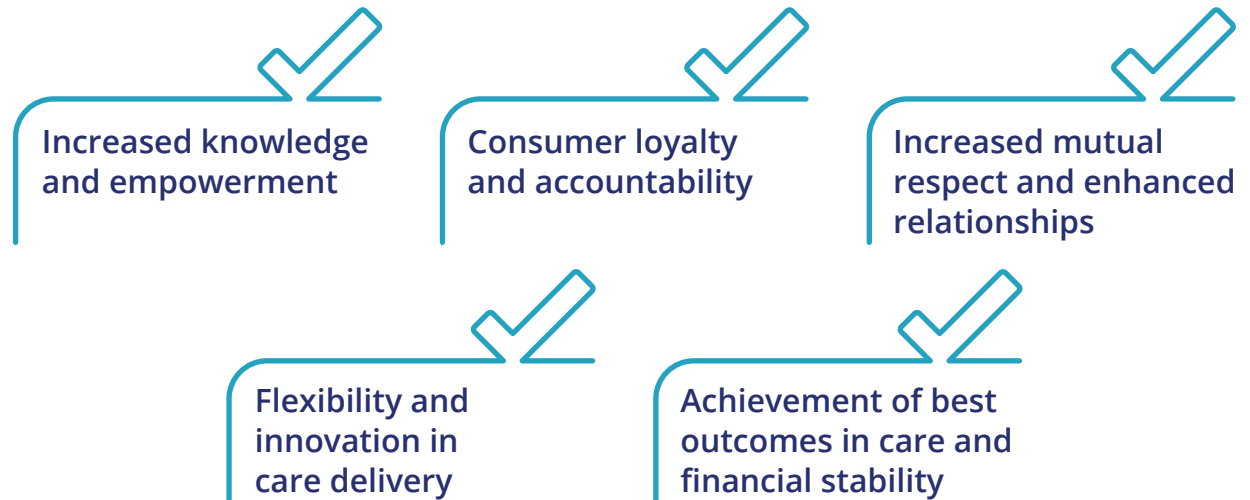 Increased knowledge
and empowerment
Consumer loyalty
and accountability
Increased mutual
respect and enhanced
relationships
Flexibility and
innovation in
care delivery
Achievement of best
outcomes in care and
financial stability